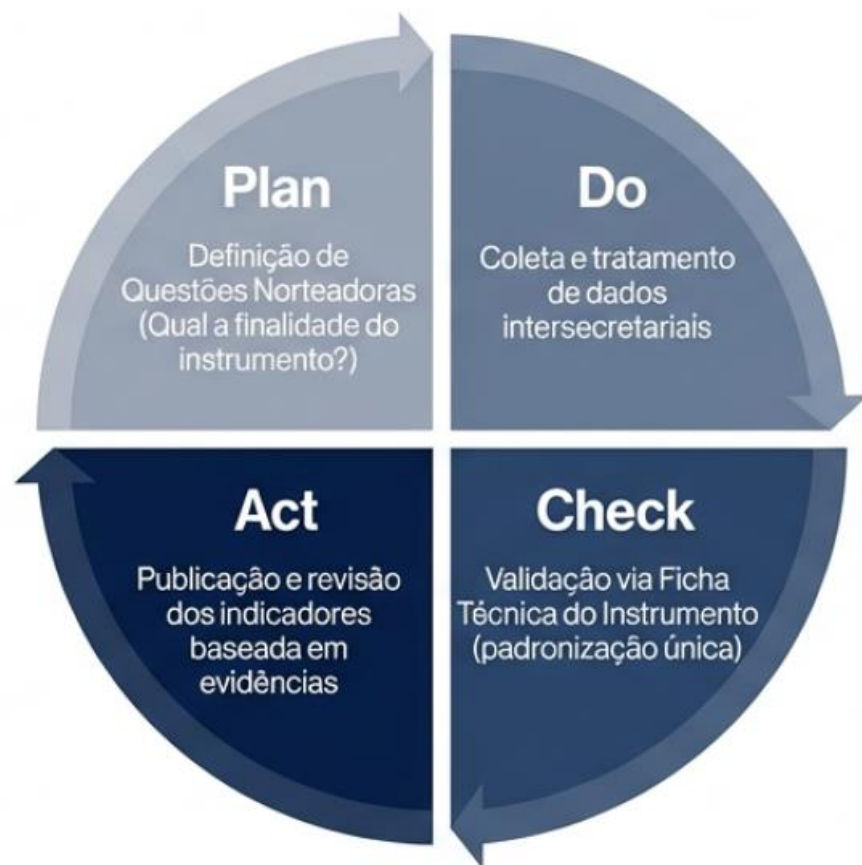 Plan
Definição de
Questões Norteadoras
(Qual a finalidade do
instrumento?)
Do
Coleta e tratamento
de dados
intersecretariais
Check
Validação via Ficha
Técnica do Instrumento
(padronização única)
Act
Publicação e revisão
dos indicadores
baseada em
evidências